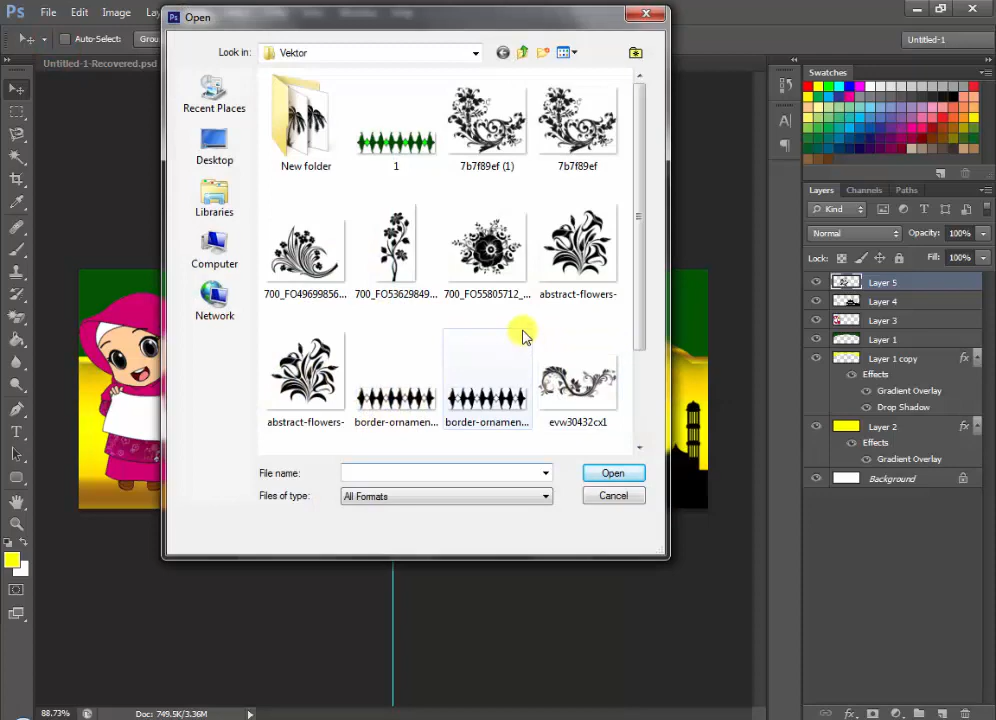 Ps File Edit Image
Open
Auto-Select:
Untitled-1
Untitled-1-Recovered.psd
Look in: Vektor
Recent Places
Desktop
Libraries
Computer
Network
New folder
1
7b7f89ef (1)
7b7f89ef
700_FO49699856...
700_FO53629849...
700_FO55805712_...
abstract-flowers-
abstract-flowers-
border-ornamen...
border-ornamen...
evw30432cx1
File name:
Open
Files of type: All Formats
Cancel
Swatches
Layers Channels Paths
Kind
Normal Opacity: 100%
Lock: Fill: 100%
Layer 5
Layer 4
Layer 3
Layer 1
Layer 1 copy fx
Effects
Gradient Overlay
Drop Shadow
Layer 2 fx
Effects
Gradient Overlay
Background
88.73% Doc: 749.5K/3.36M